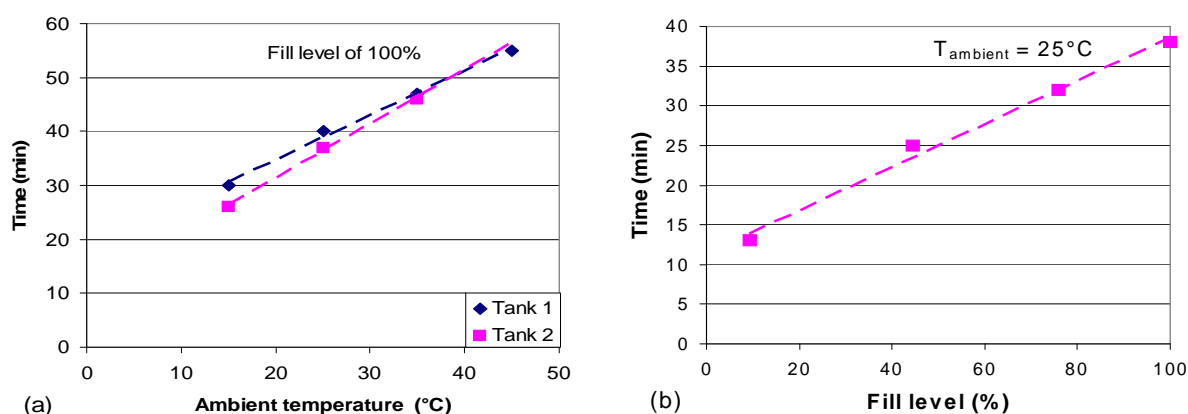 60
50
40
30
20
10
0
Time (min)
Fill level of 100%
Tank 1
Tank 2
0 10 20 30 40 50
(a) Ambient temperature (°C)
40
35
30
25
20
15
10
5
0
Time (min)
T ambient = 25°C
0 20 40 60 80 100
(b) Fill level (%)